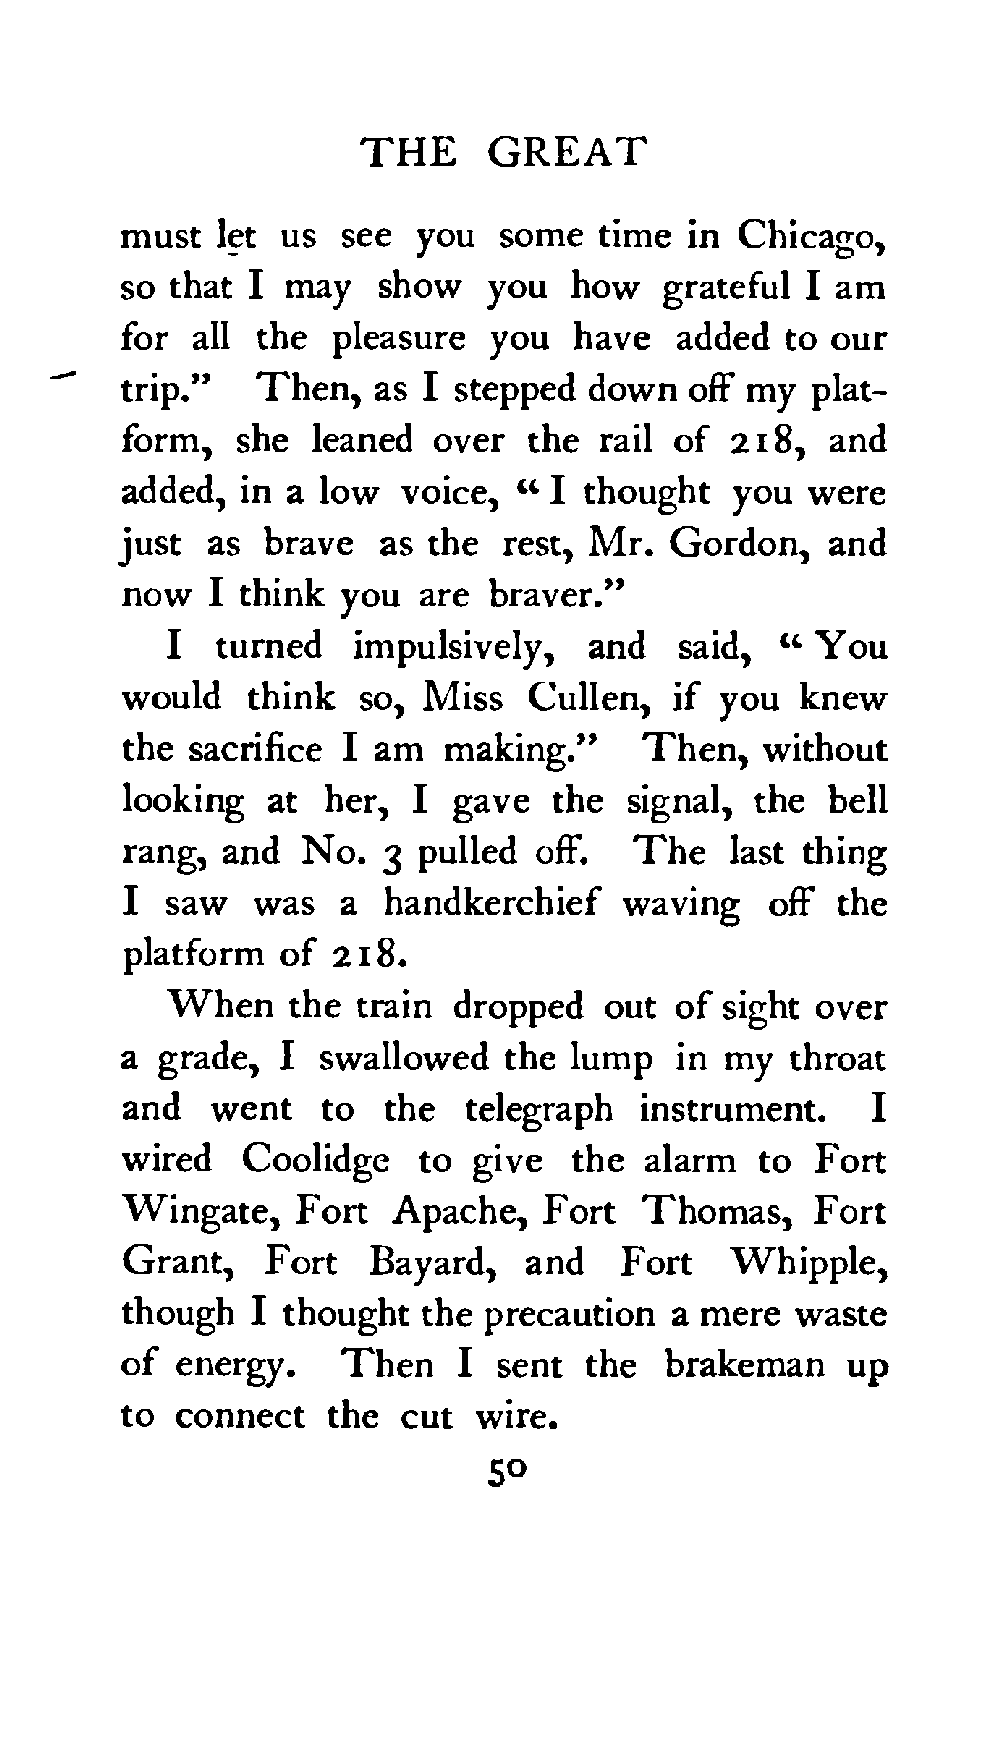 THE GREAT
must let us see you some time in Chicago,
so that I may show you how grateful I am
for all the pleasure you have added to our
trip.” Then, as I stepped down off my plat-
form, she leaned over the rail of 218, and
added, in a low voice, “ I thought you were
just as brave as the rest, Mr. Gordon, and
now I think you are braver.”
I turned impulsively, and said, “ You
would think so, Miss Cullen, if you knew
the sacrifice I am making.” Then, without
looking at her, I gave the signal, the bell
rang, and No. 3 pulled off. The last thing
I saw was a handkerchief waving off the
platform of 218.
When the train dropped out of sight over
a grade, I swallowed the lump in my throat
and went to the telegraph instrument. I
wired Coolidge to give the alarm to Fort
Wingate, Fort Apache, Fort Thomas, Fort
Grant, Fort Bayard, and Fort Whipple,
though I thought the precaution a mere waste
of energy. Then I sent the brakeman up
to connect the cut wire.
50